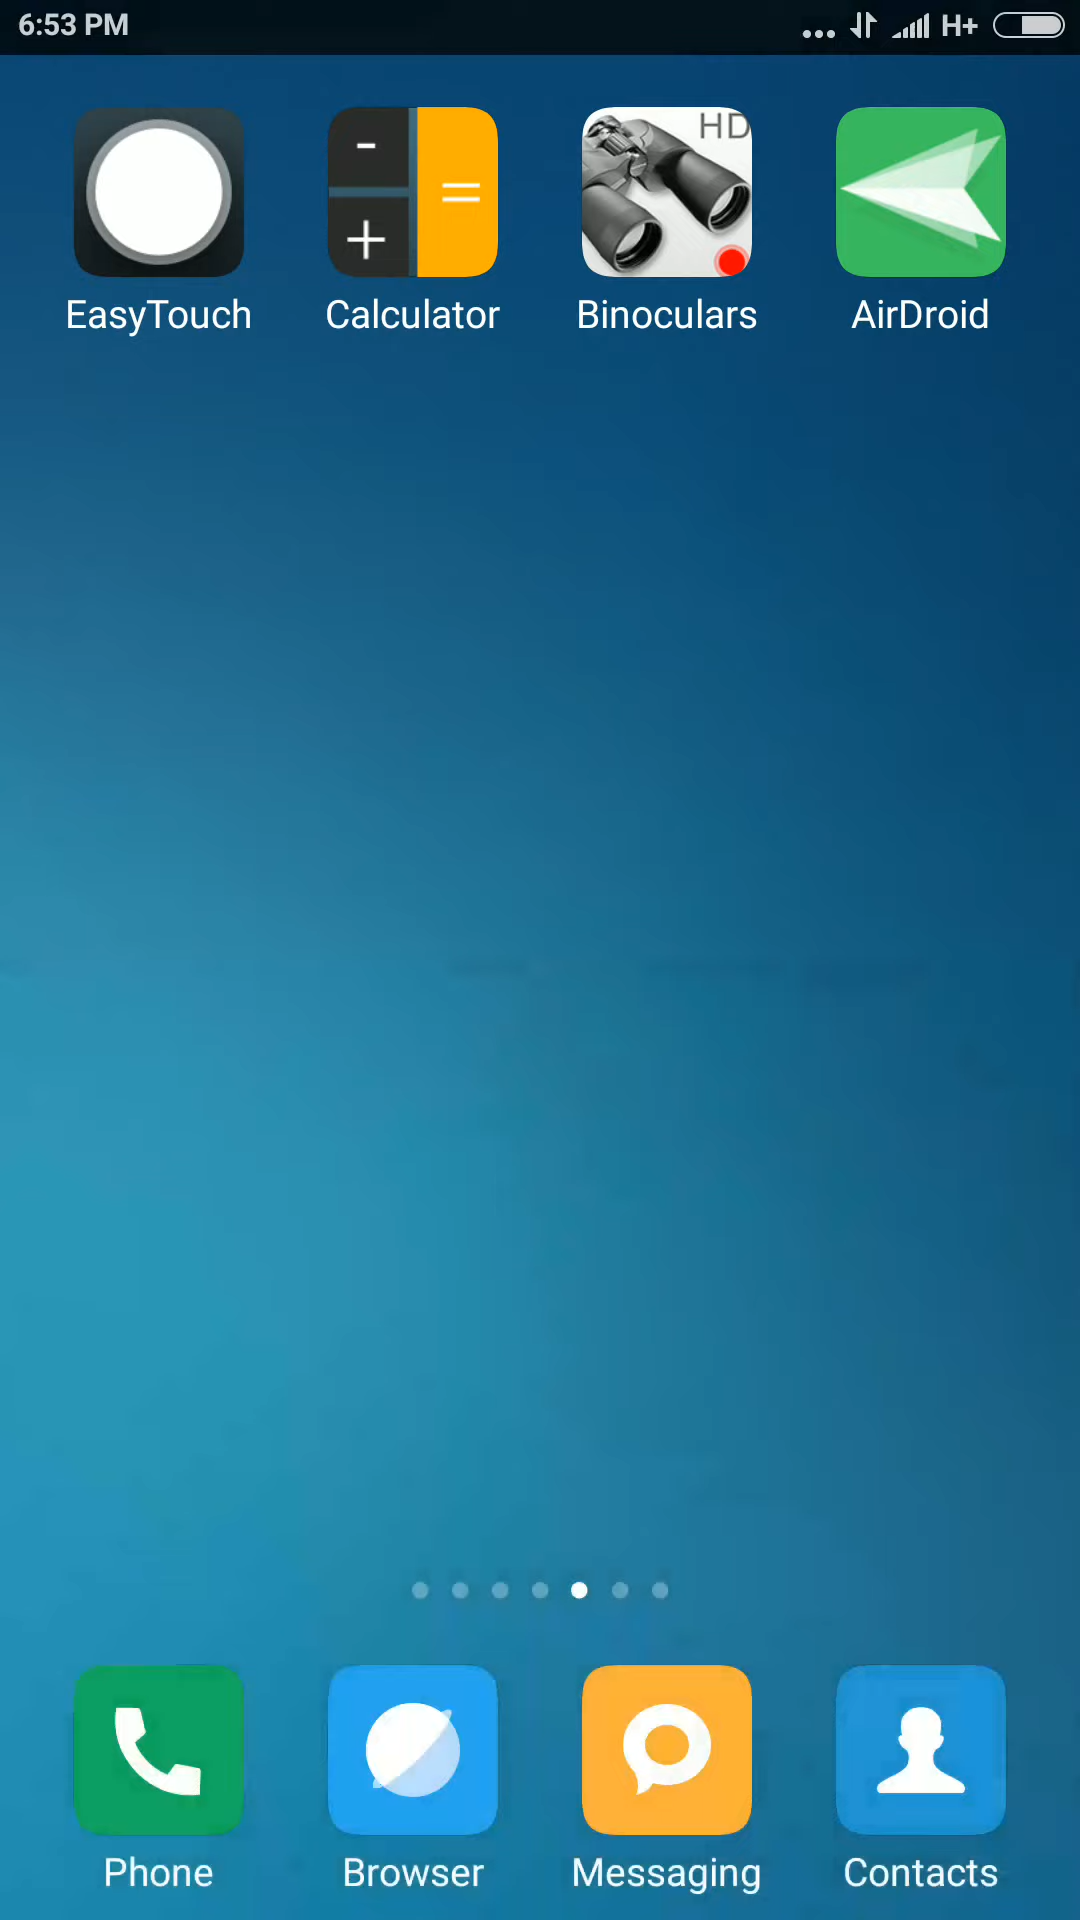 6:53 PM H+
HD
EasyTouch Calculator Binoculars AirDroid
Phone Browser Messaging Contacts